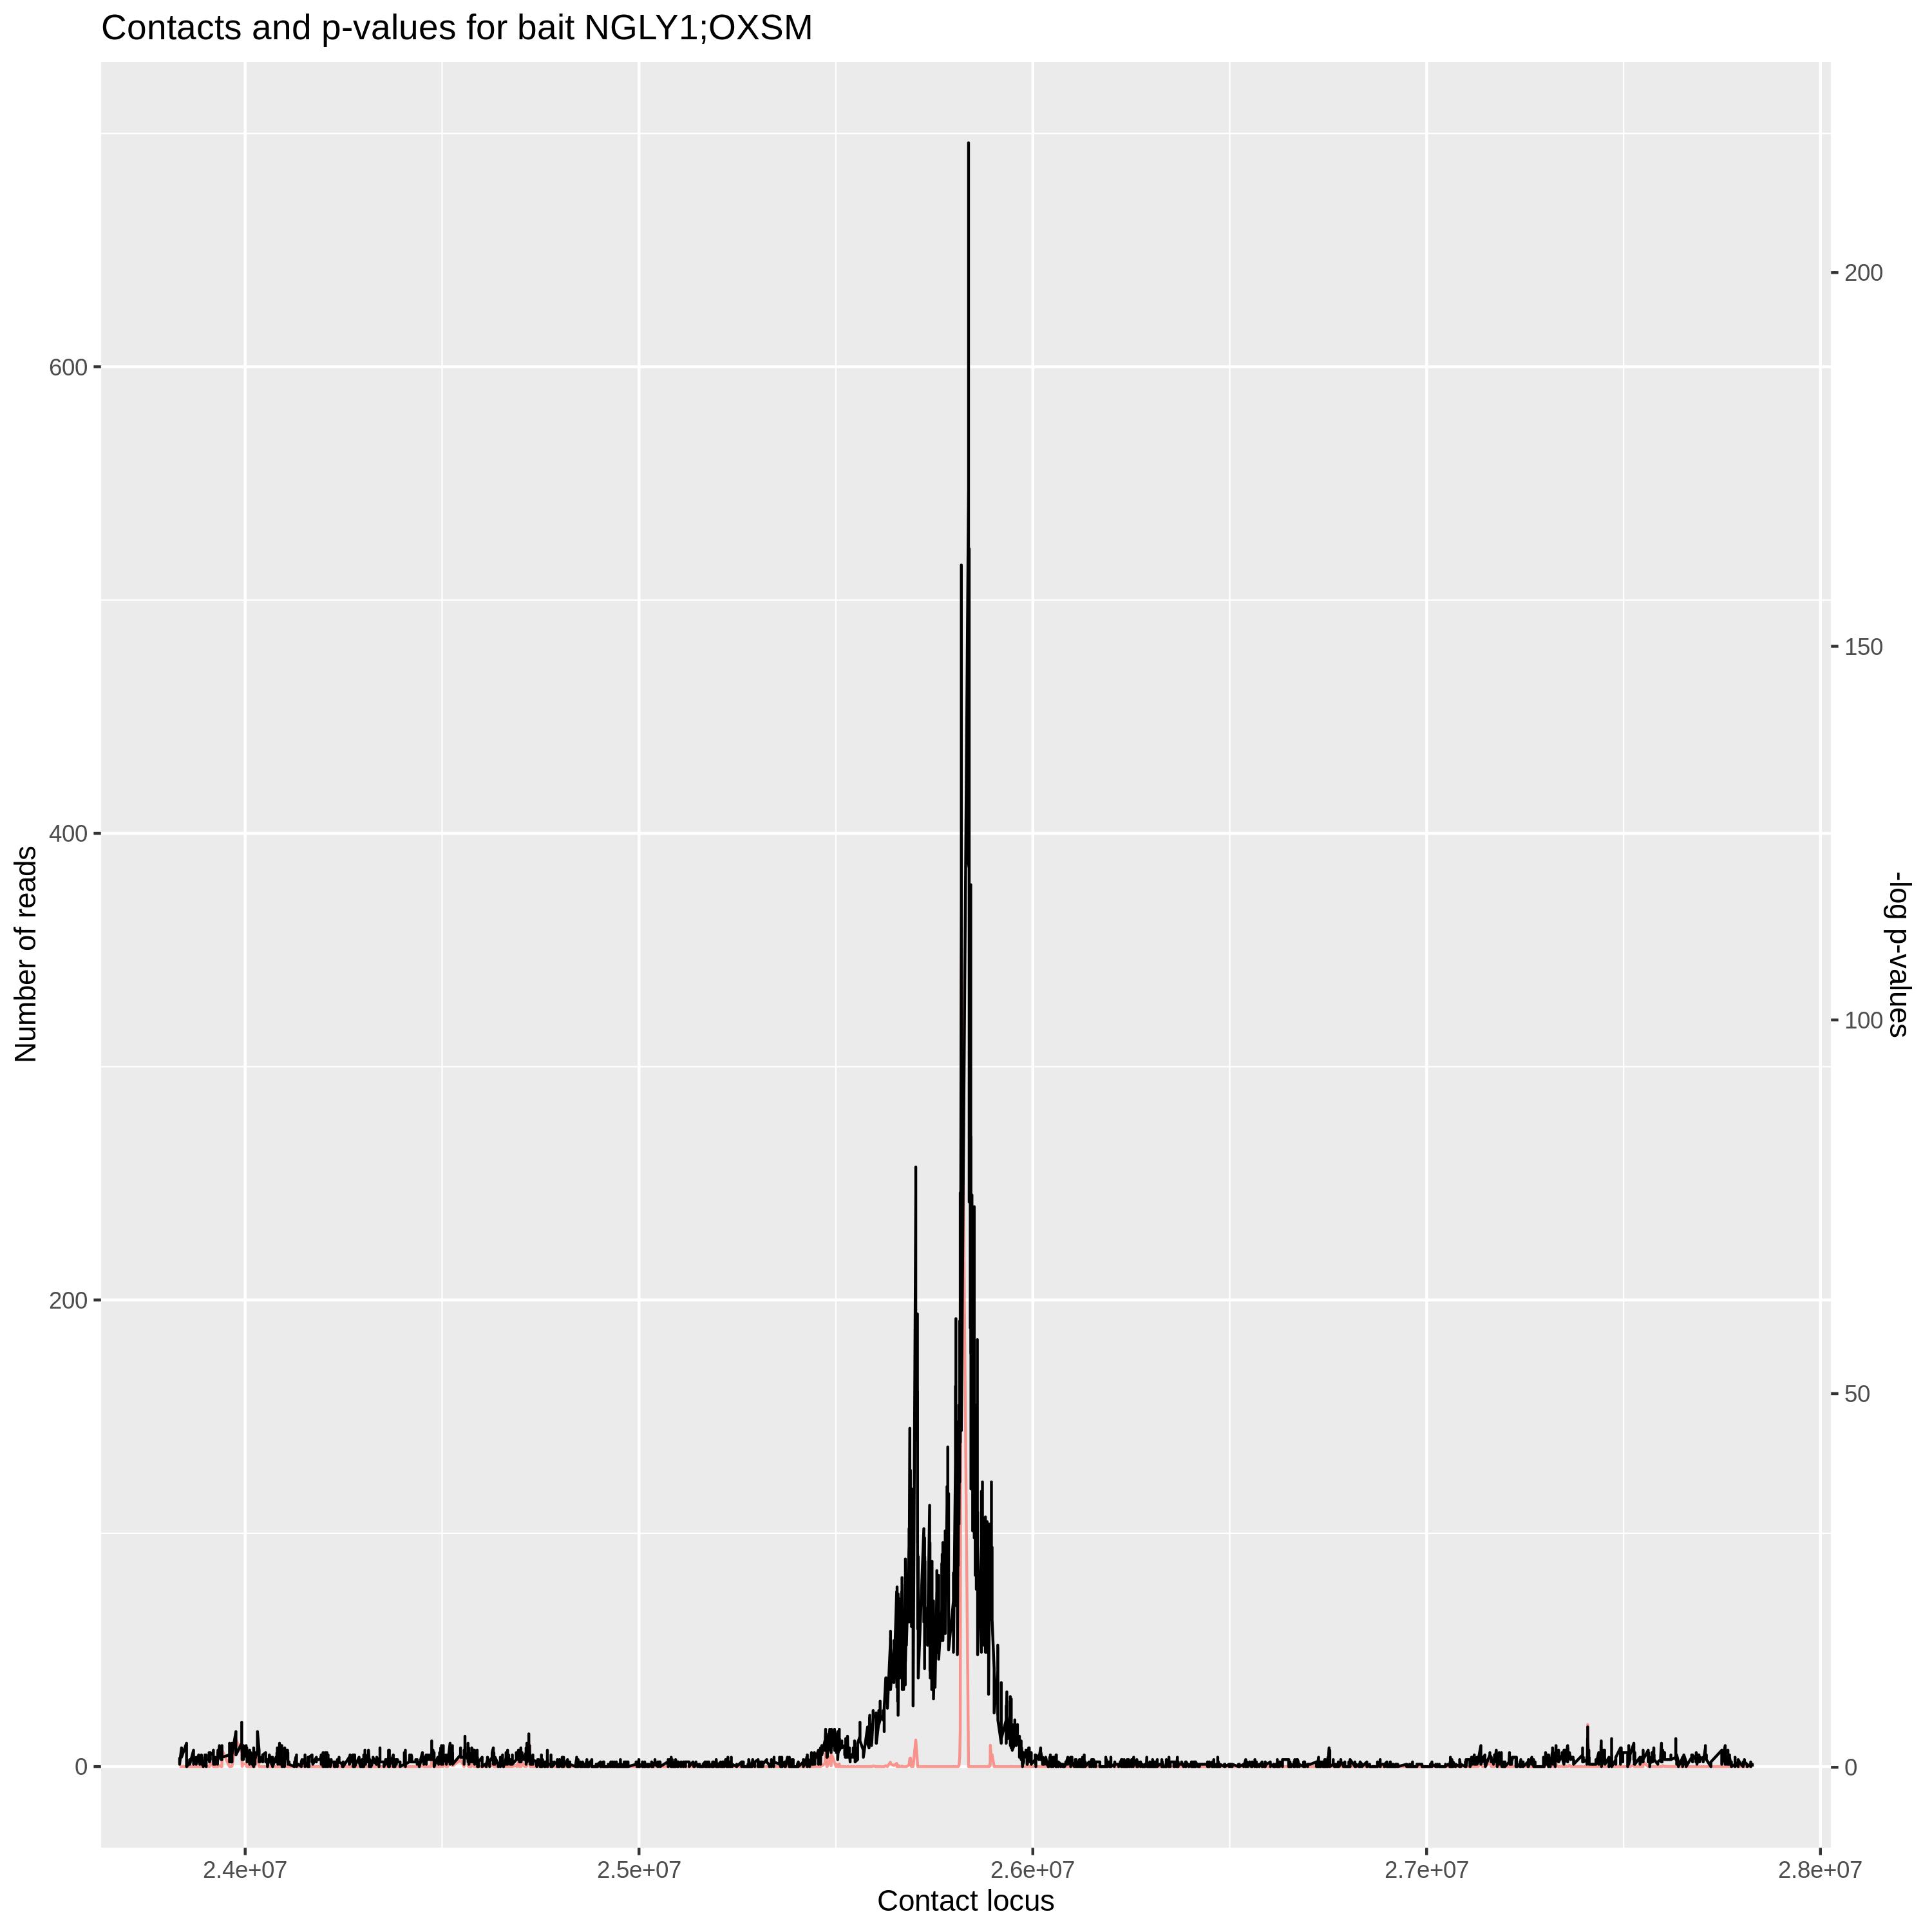 Contacts and p-values for bait NGLY1;OXSM
600
400
200
0
Number of reads
200
150
100
50
0
-log p-values
2.4e+07 2.5e+07 2.6e+07 2.7e+07 2.8e+07
Contact locus